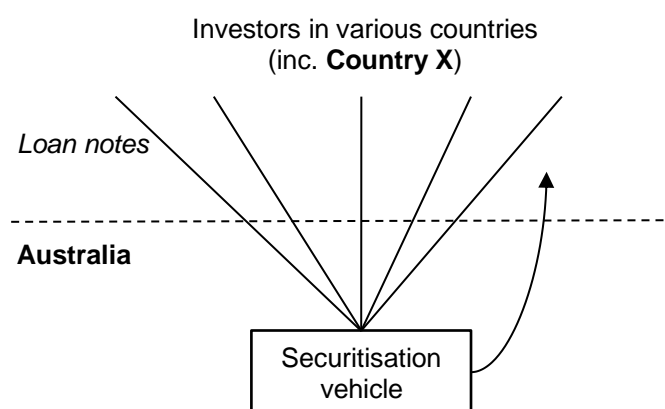 Investors in various countries
(inc. Country X)
Loan notes
Australia
Securitisation
vehicle